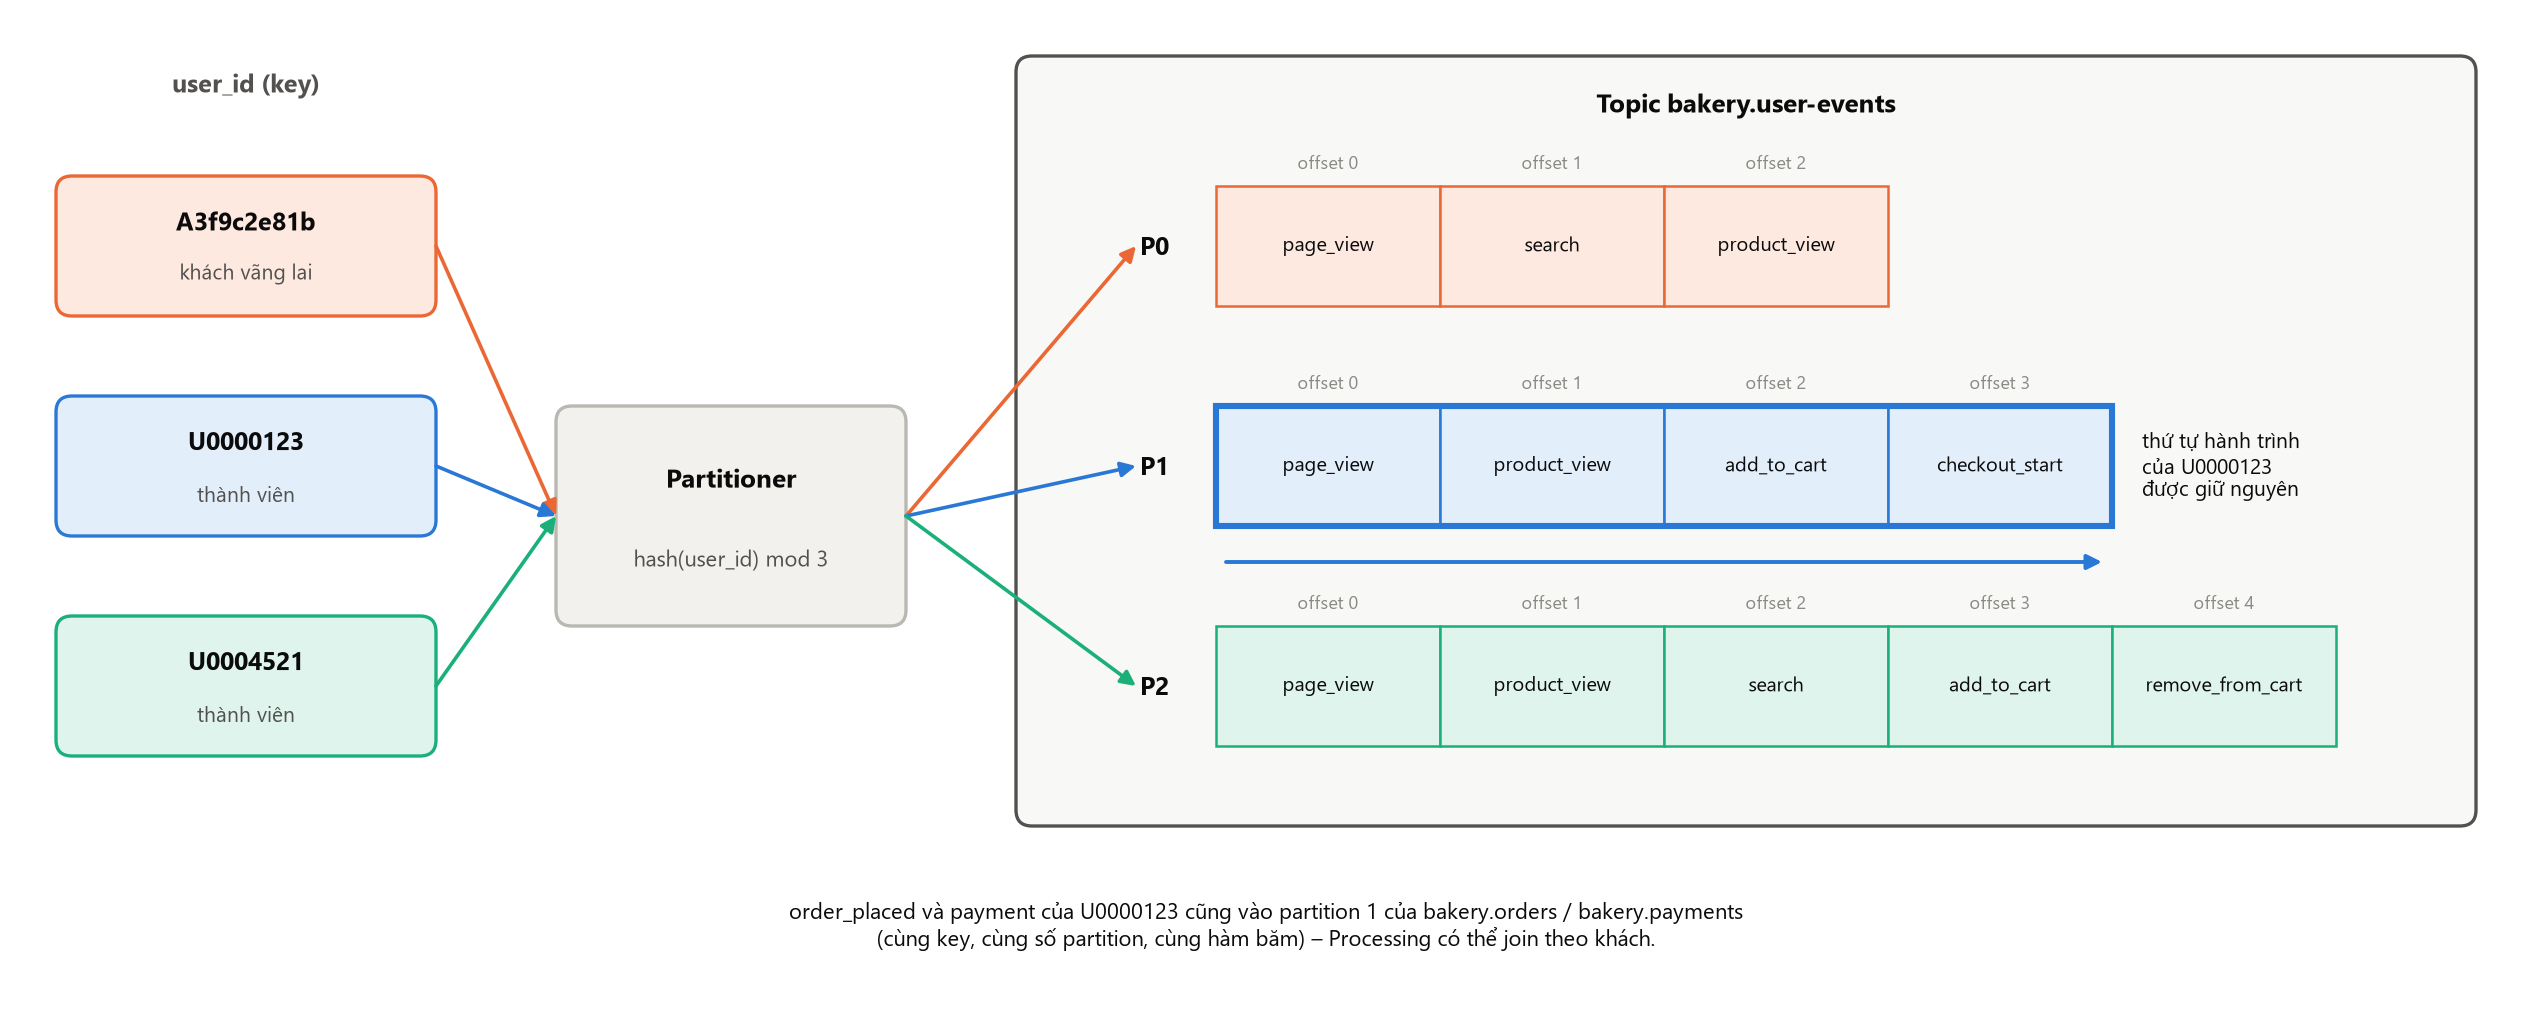 user_id (key)
A3f9c2e81b
khách vãng lai
U0000123
thành viên
U0004521
thành viên
Partitioner
hash(user_id) mod 3
Topic bakery.user-events
offset 0
offset 1
offset 2
P0
page_view
search
product_view
offset 0
offset 1
offset 2
offset 3
P1
page_view
product_view
add_to_cart
checkout_start
thứ tự hành trình
của U0000123
được giữ nguyên
offset 0
offset 1
offset 2
offset 3
offset 4
P2
page_view
product_view
search
add_to_cart
remove_from_cart
order_placed và payment của U0000123 cũng vào partition 1 của bakery.orders / bakery.payments
(cùng key, cùng số partition, cùng hàm băm) – Processing có thể join theo khách.